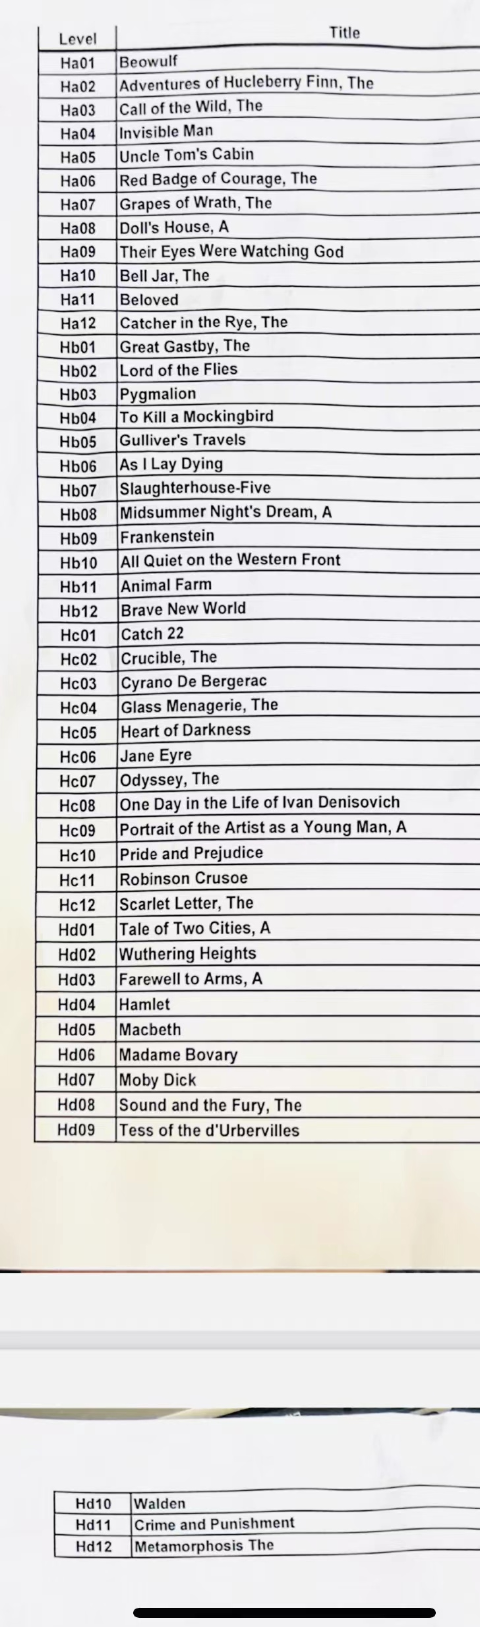 Level Title
Ha01 Beowulf
Ha02 Adventures of Hucleberry Finn, The
Ha03 Call of the Wild, The
Ha04 Invisible Man
Ha05 Uncle Tom's Cabin
Ha06 Red Badge of Courage, The
Ha07 Grapes of Wrath, The
Ha08 Doll's House, A
Ha09 Their Eyes Were Watching God
Ha10 Bell Jar, The
Ha11 Beloved
Ha12 Catcher in the Rye, The
Hb01 Great Gastby, The
Hb02 Lord of the Flies
Hb03 Pygmalion
Hb04 To Kill a Mockingbird
Hb05 Gulliver's Travels
Hb06 As I Lay Dying
Hb07 Slaughterhouse-Five
Hb08 Midsummer Night's Dream, A
Hb09 Frankenstein
Hb10 All Quiet on the Western Front
Hb11 Animal Farm
Hb12 Brave New World
Hc01 Catch 22
Hc02 Crucible, The
Hc03 Cyrano De Bergerac
Hc04 Glass Menagerie, The
Hc05 Heart of Darkness
Hc06 Jane Eyre
Hc07 Odyssey, The
Hc08 One Day in the Life of Ivan Denisovich
Hc09 Portrait of the Artist as a Young Man, A
Hc10 Pride and Prejudice
Hc11 Robinson Crusoe
Hc12 Scarlet Letter, The
Hd01 Tale of Two Cities, A
Hd02 Wuthering Heights
Hd03 Farewell to Arms, A
Hd04 Hamlet
Hd05 Macbeth
Hd06 Madame Bovary
Hd07 Moby Dick
Hd08 Sound and the Fury, The
Hd09 Tess of the d'Urbervilles
Hd10 Walden
Hd11 Crime and Punishment
Hd12 Metamorphosis The